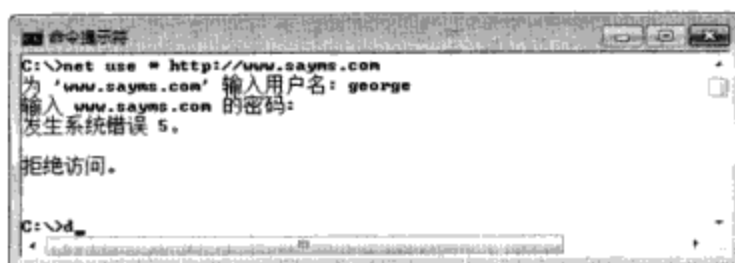 命令提示符
C:\>net use * http://www.sayms.com
为 'www.sayms.com' 输入用户名: george
输入 www.sayms.com 的密码:
发生系统错误 5。
拒绝访问。
C:\>d_